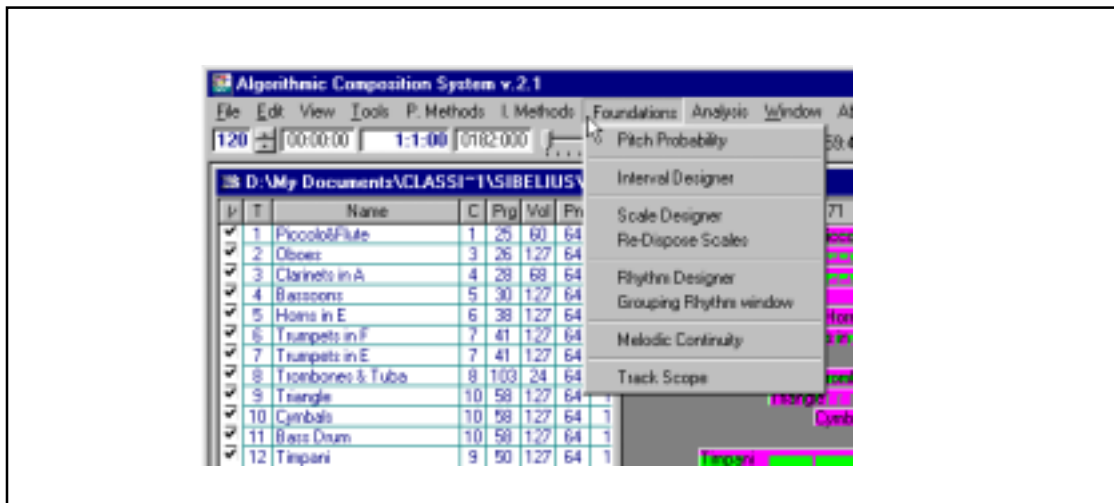 Algorithmic Composition System v.2.1
File Edit View Tools P. Methods I. Methods Foundations Analysis Window
120 00:00:00 1:1:00 0182:000
Pitch Probability
D:\My Documents\CLASSI~1\SIBELIUS\
Interval Designer
T Name C Prg Vol Pn 71
Scale Designer
1 Piccolo&Flute 1 25 60 64
Re-Dispose Scales
2 Oboes 3 26 127 64
3 Clarinets in A 4 28 68 64
Rhythm Designer
4 Bassoons 5 30 127 64
Grouping Rhythm window
5 Horns in E 6 38 127 64
6 Trumpets in F 7 41 127 64
Melodic Continuity
7 Trumpets in E 7 41 127 64
8 Trombones & Tuba 8 103 24 64
Track Scope
9 Triangle 10 58 127 64 1 Triangle
10 Cymbals 10 58 127 64 1
11 Bass Drum 10 58 127 64 1
12 Timpani 9 50 127 64 1 Timpani